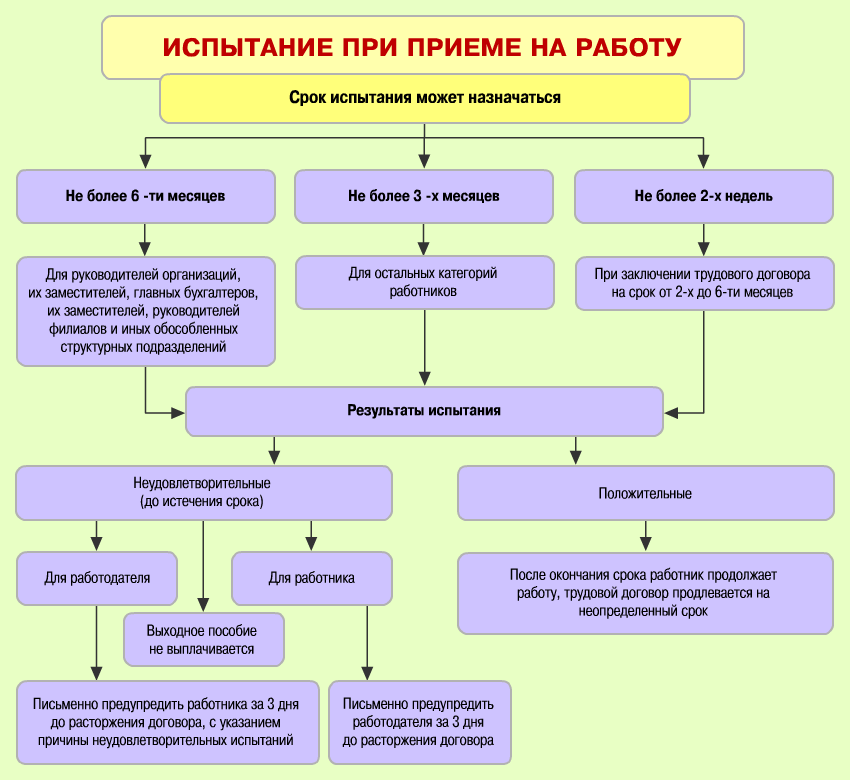 ИСПЫТАНИЕ ПРИ ПРИЕМЕ НА РАБОТУ
Срок испытания может назначаться
Не более 6 -ти месяцев
Не более 3 -х месяцев
Не более 2-х недель
Для руководителей организаций,
их заместителей, главных бухгалтеров,
их заместителей, руководителей
филиалов и иных обособленных
структурных подразделений
Для остальных категорий
работников
При заключении трудового договора
на срок от 2-х до 6-ти месяцев
Результаты испытания
Неудовлетворительные
(до истечения срока)
Положительные
Для работодателя
Для работника
После окончания срока работник продолжает
работу, трудовой договор продлевается на
неопределенный срок
Выходное пособие
не выплачивается
Письменно предупредить работника за 3 дня
до расторжения договора, с указанием
причины неудовлетворительных испытаний
Письменно предупредить
работодателя за 3 дня
до расторжения договора